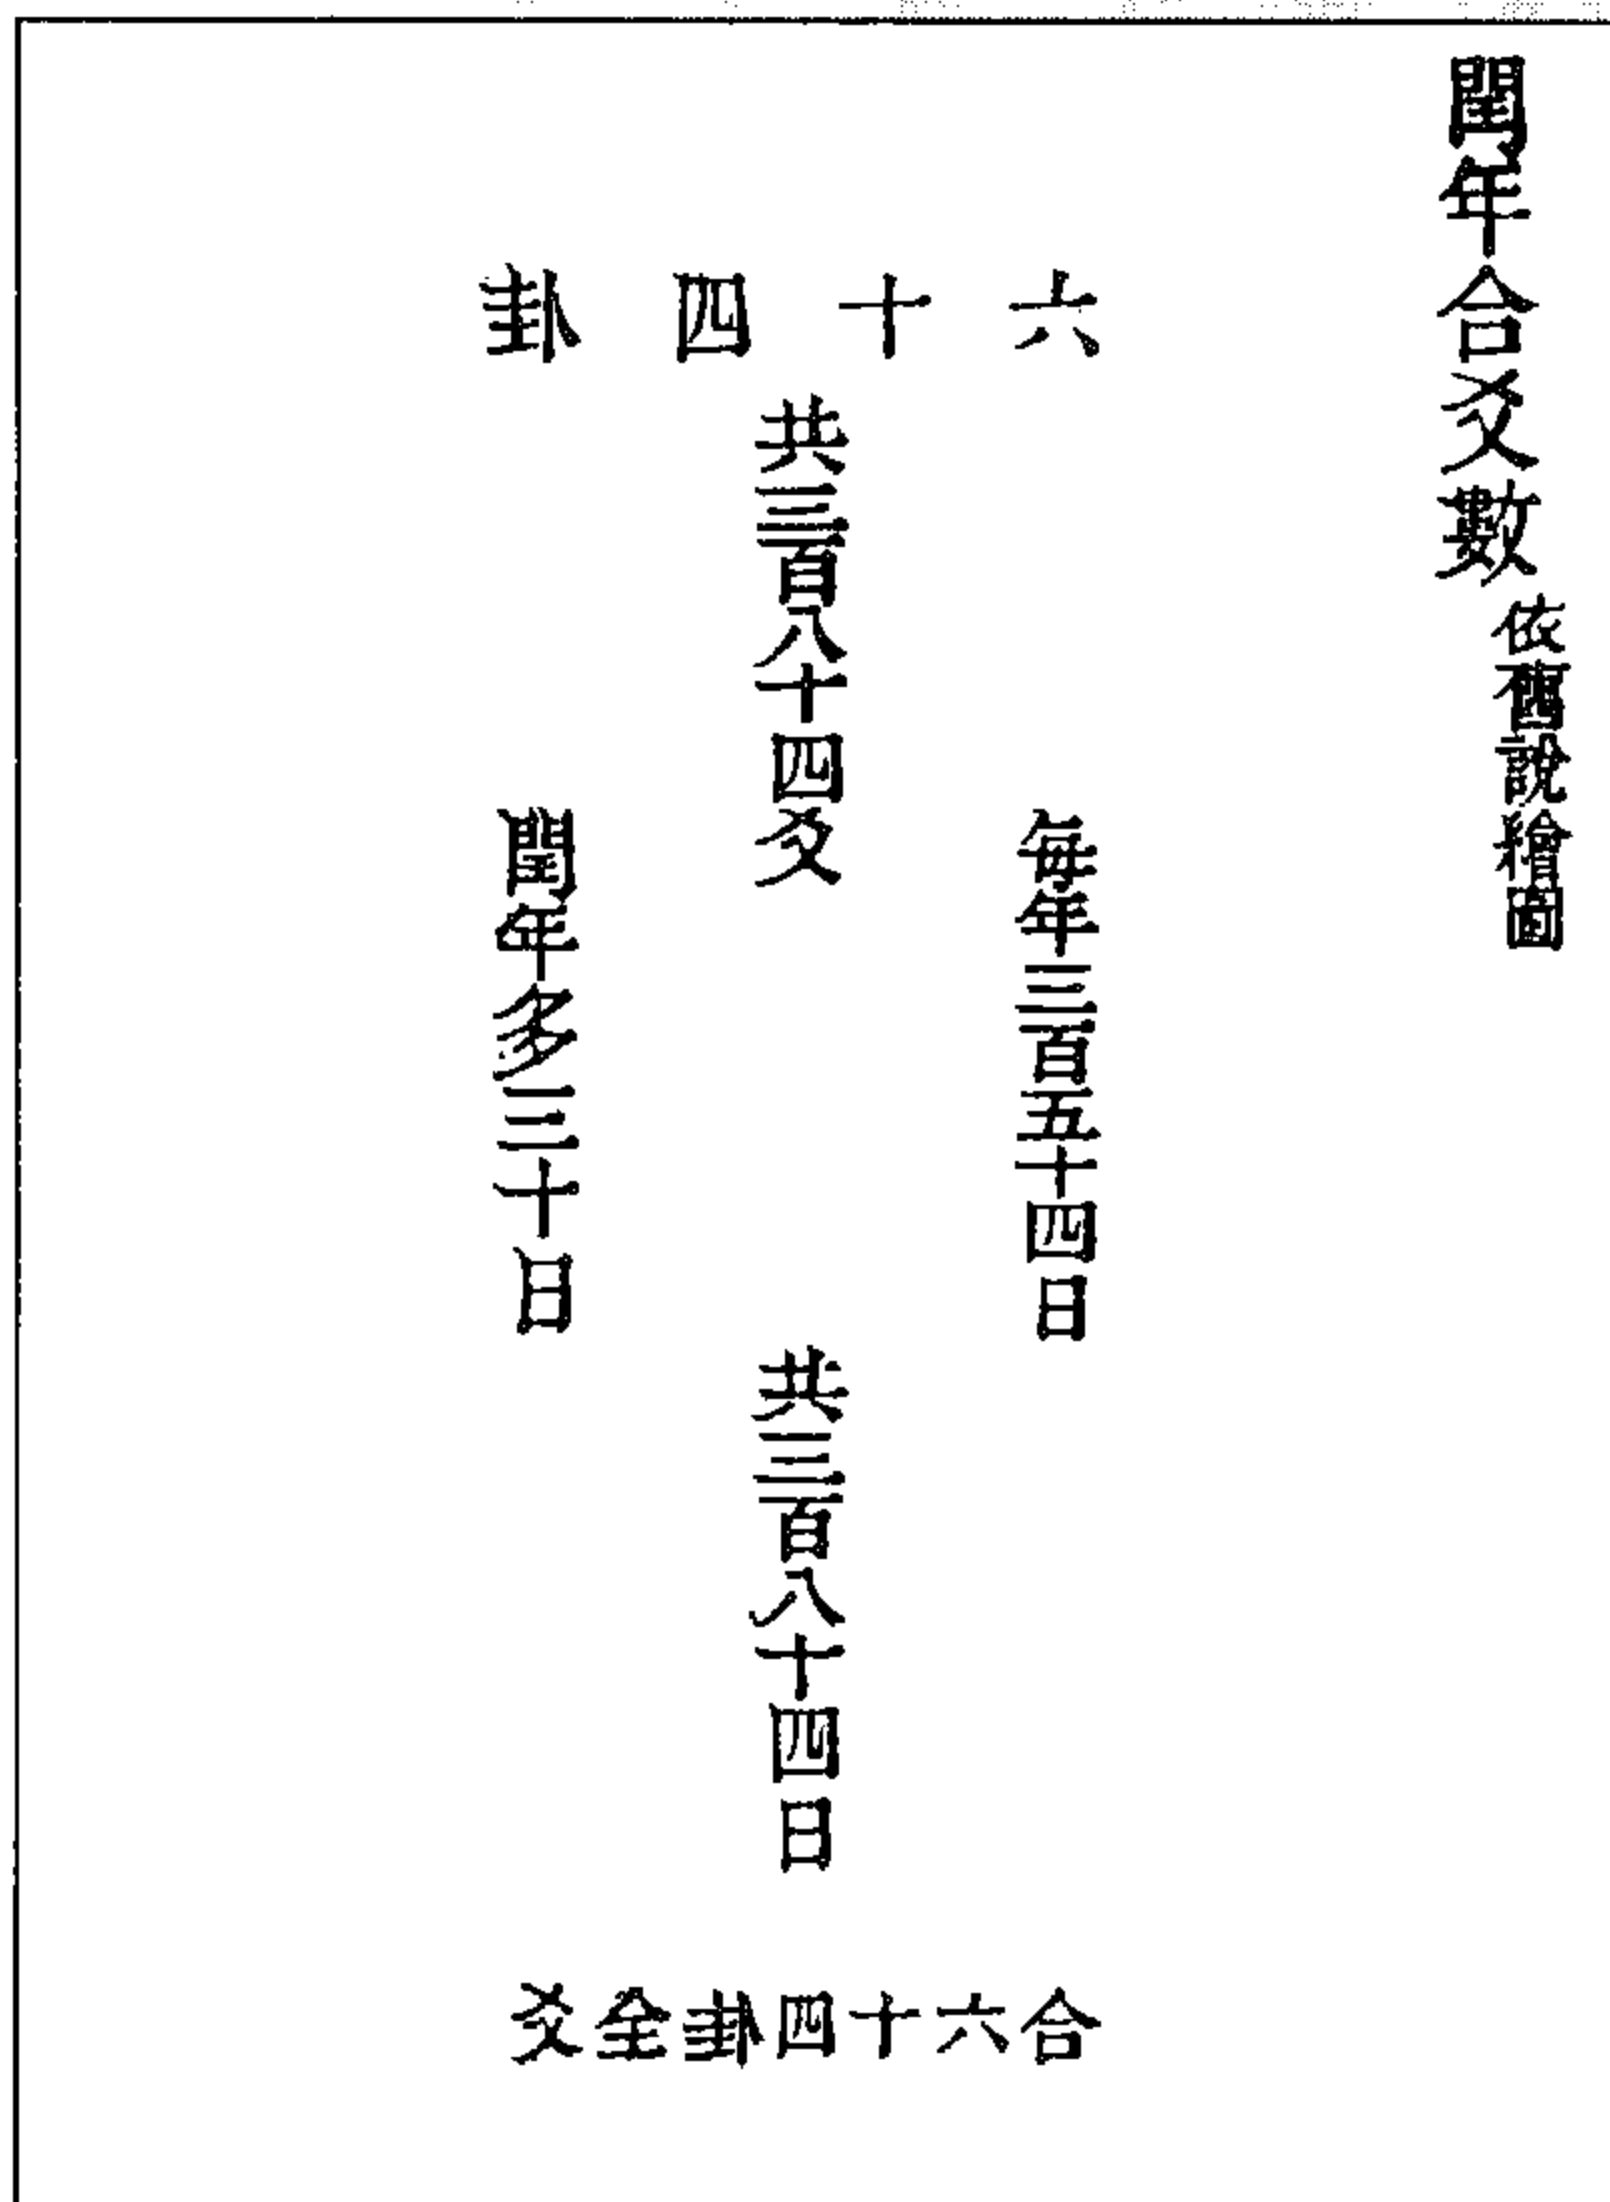 閏年合爻數
依舊說繪圖
六十四卦
共三百八十四爻
每年三百五十四日
閏年多三十日
共三百八十四日
合六十四卦全爻